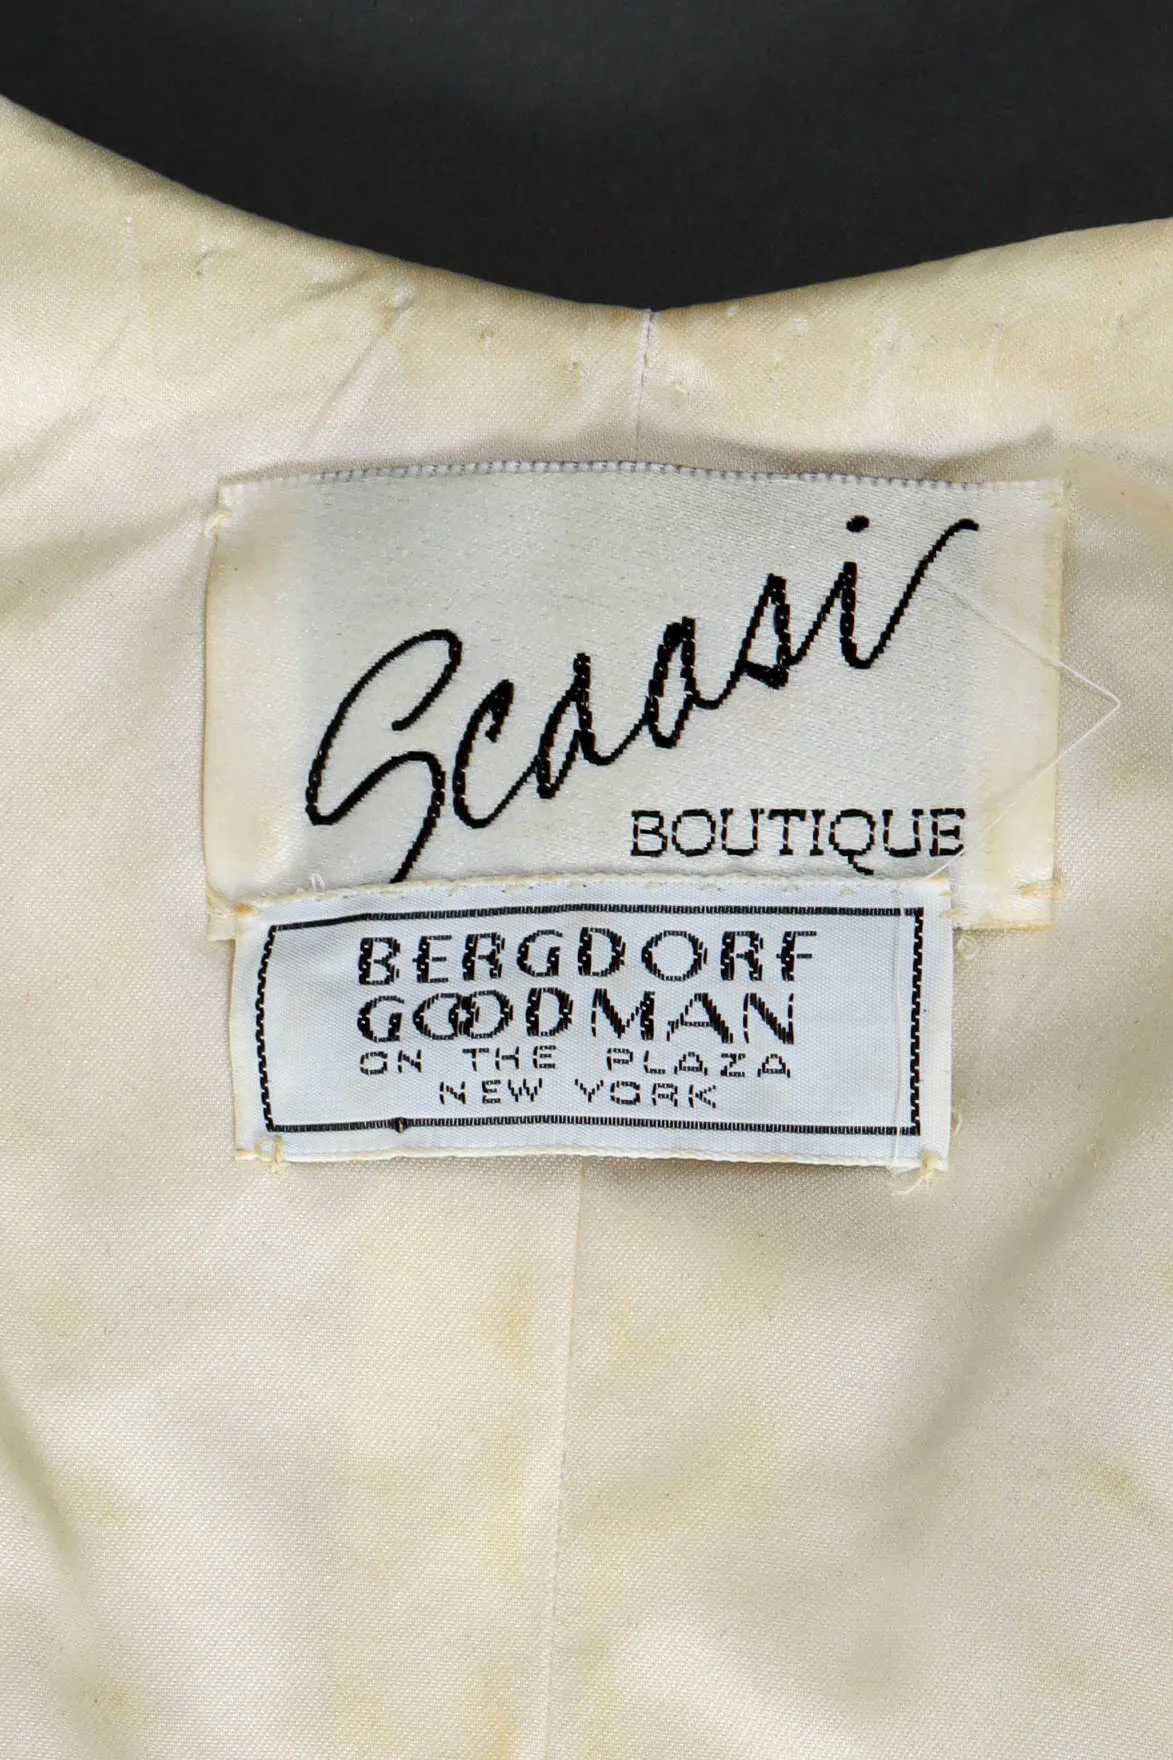 Scaasi
BOUTIQUE
BERGDORF
GOODMAN
ON THE PLAZA
NEW YORK